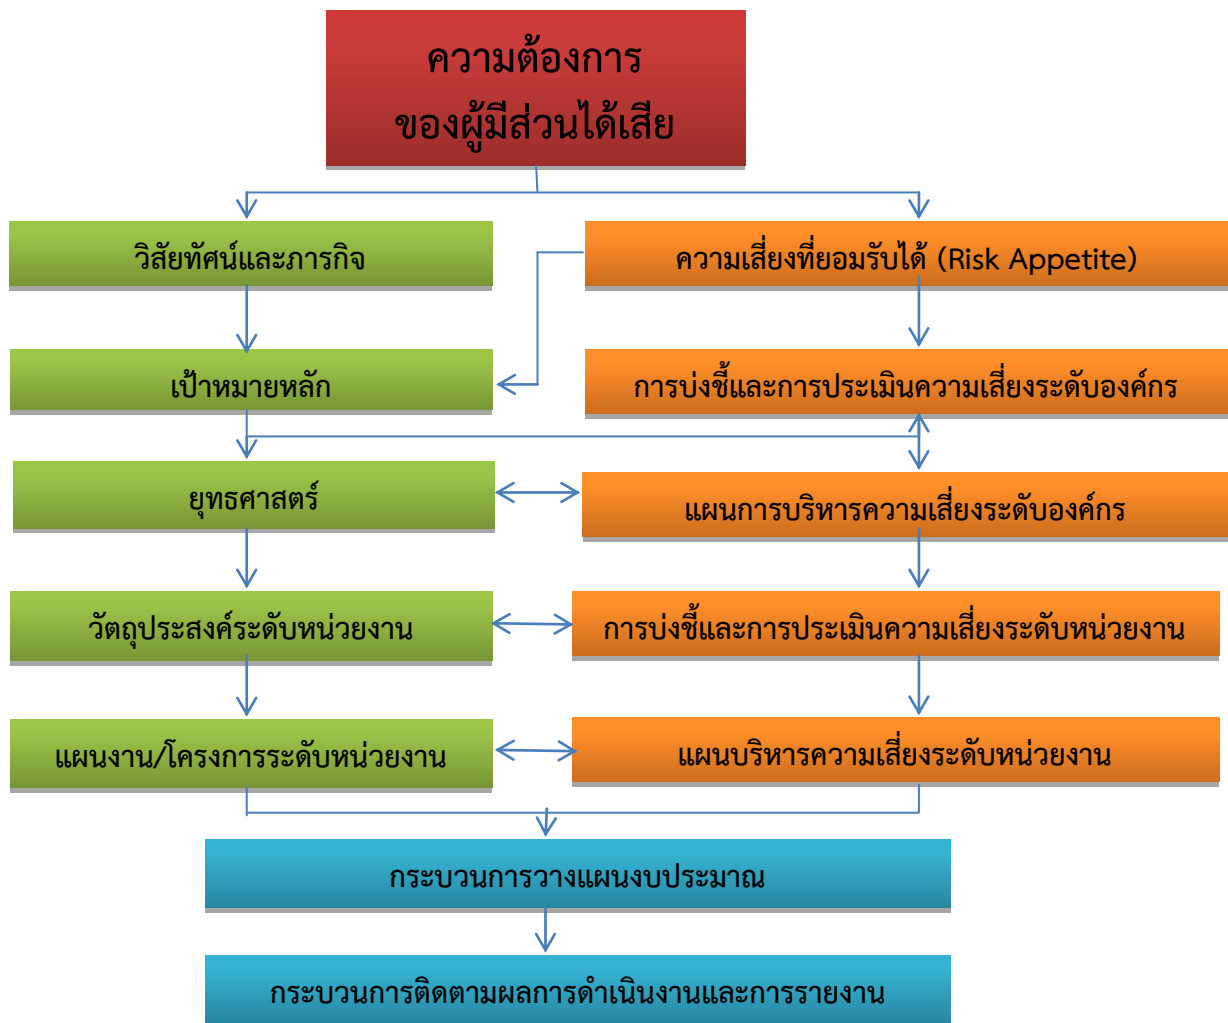 ความต้องการ
ของผู้มีส่วนได้เสีย
วิสัยทัศน์และภารกิจ
ความเสี่ยงที่ยอมรับได้ (Risk Appetite)
เป้าหมายหลัก
การบ่งชี้และการประเมินความเสี่ยงระดับองค์กร
ยุทธศาสตร์
แผนการบริหารความเสี่ยงระดับองค์กร
วัตถุประสงค์ระดับหน่วยงาน
การบ่งชี้และการประเมินความเสี่ยงระดับหน่วยงาน
แผนงาน/โครงการระดับหน่วยงาน
แผนบริหารความเสี่ยงระดับหน่วยงาน
กระบวนการวางแผนงบประมาณ
กระบวนการติดตามผลการดำเนินงานและการรายงาน